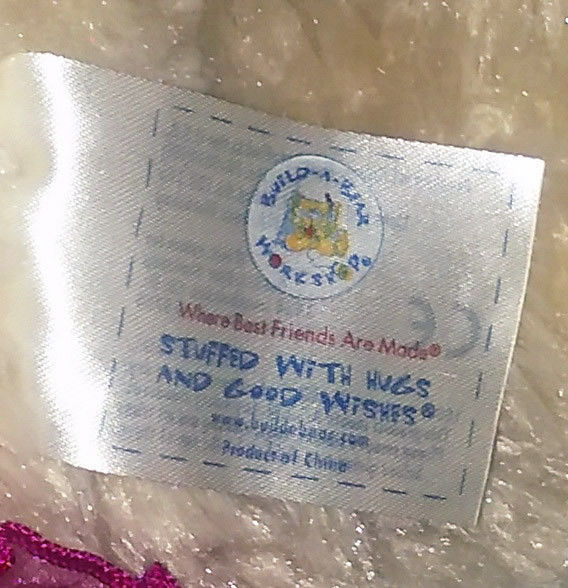 BUILD-A-BEAR
WORKSHOP®
Where Best Friends Are Made®
STUFFED WITH HUGS
AND GOOD WISHES®
www.buildabear.com
Product of China